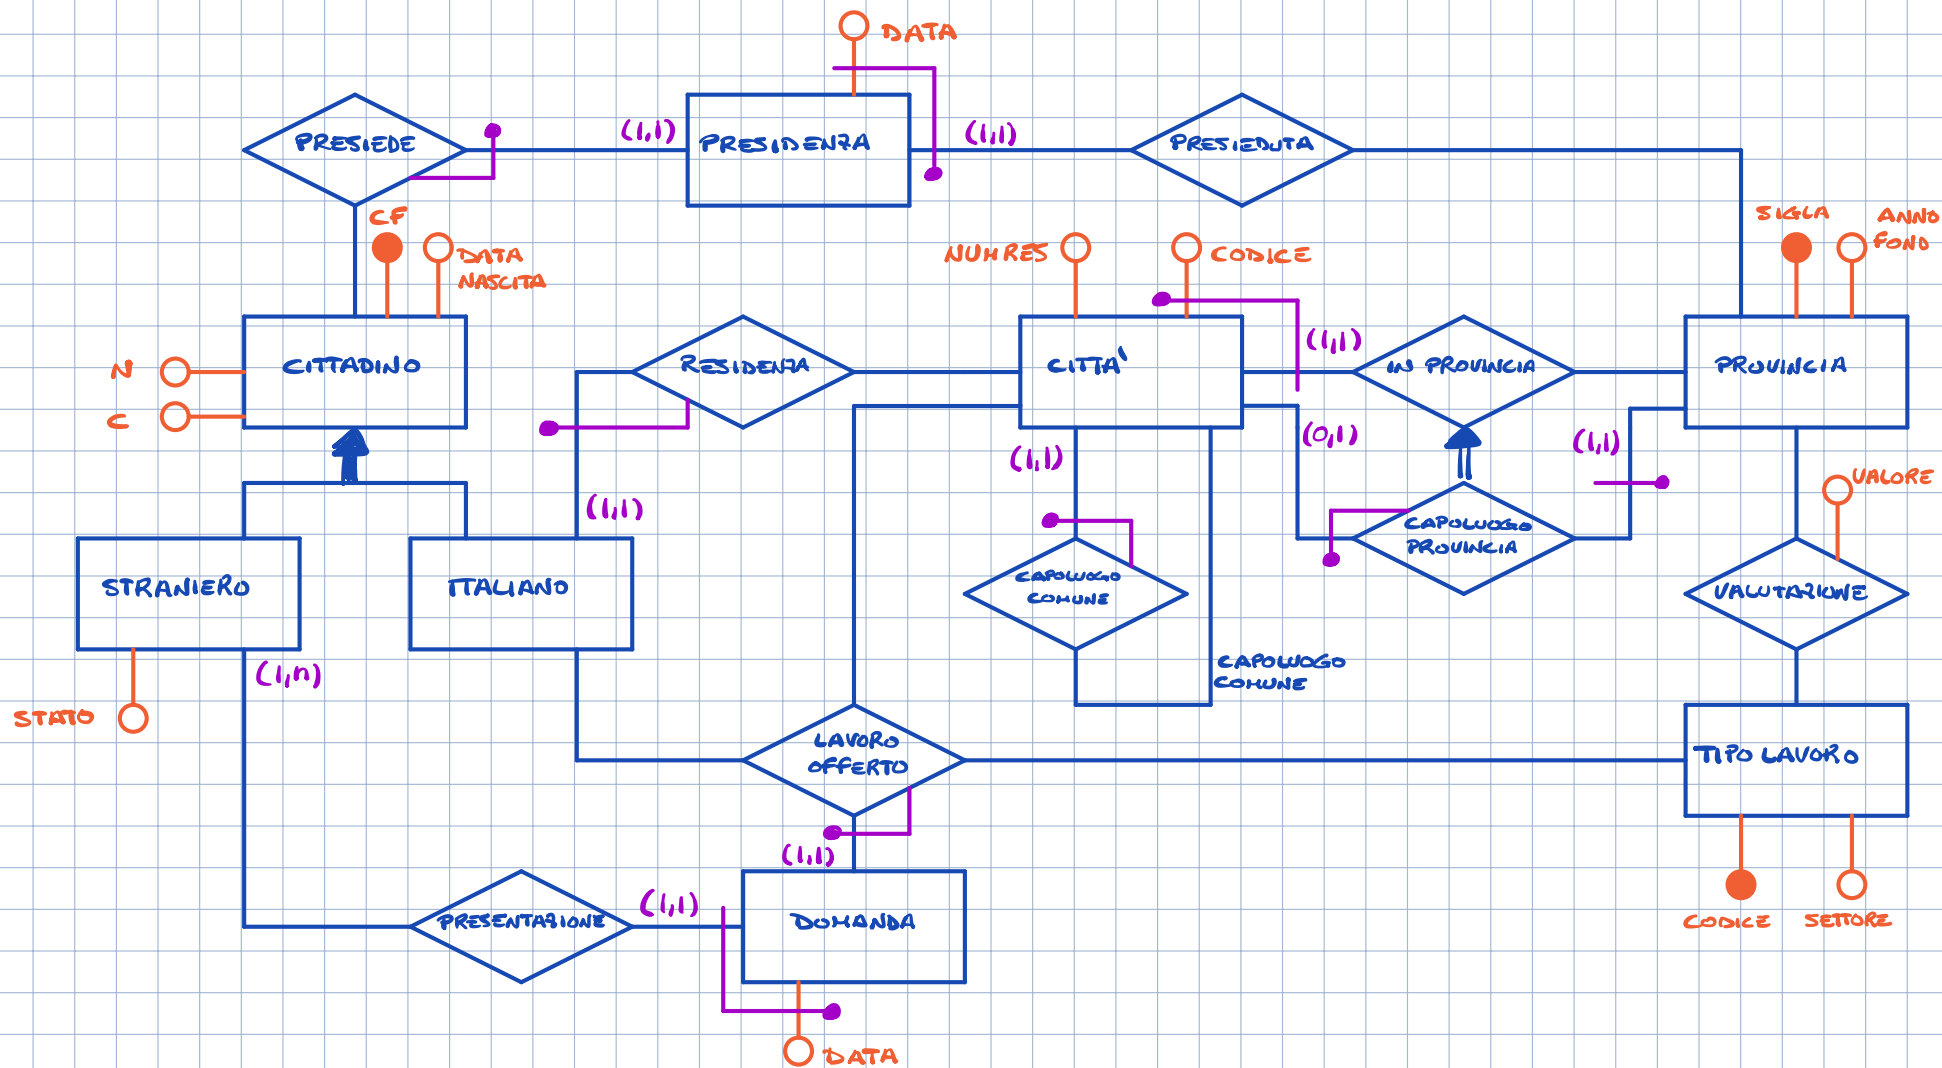 DATA
PRESIEDE
(1,1)
PRESIDENZA
(1,1)
PRESIEDUTA
CF
DATA
NASCITA
NUMRES
CODICE
SIGLA
ANNO
FOND
N
C
CITTADINO
RESIDENZA
CITTA'
(1,1)
IN PROVINCIA
PROVINCIA
(1,1)
(0,1)
(1,1)
VALORE
(1,1)
STRANIERO
ITALIANO
CAPOLUOGO
COMUNE
CAPOLUOGO
PROVINCIA
VALUTAZIONE
(1,n)
STATO
CAPOLUOGO
COMUNE
LAVORO
OFFERTO
TIPO LAVORO
(1,1)
PRESENTAZIONE
(1,1)
DOMANDA
CODICE
SETTORE
DATA